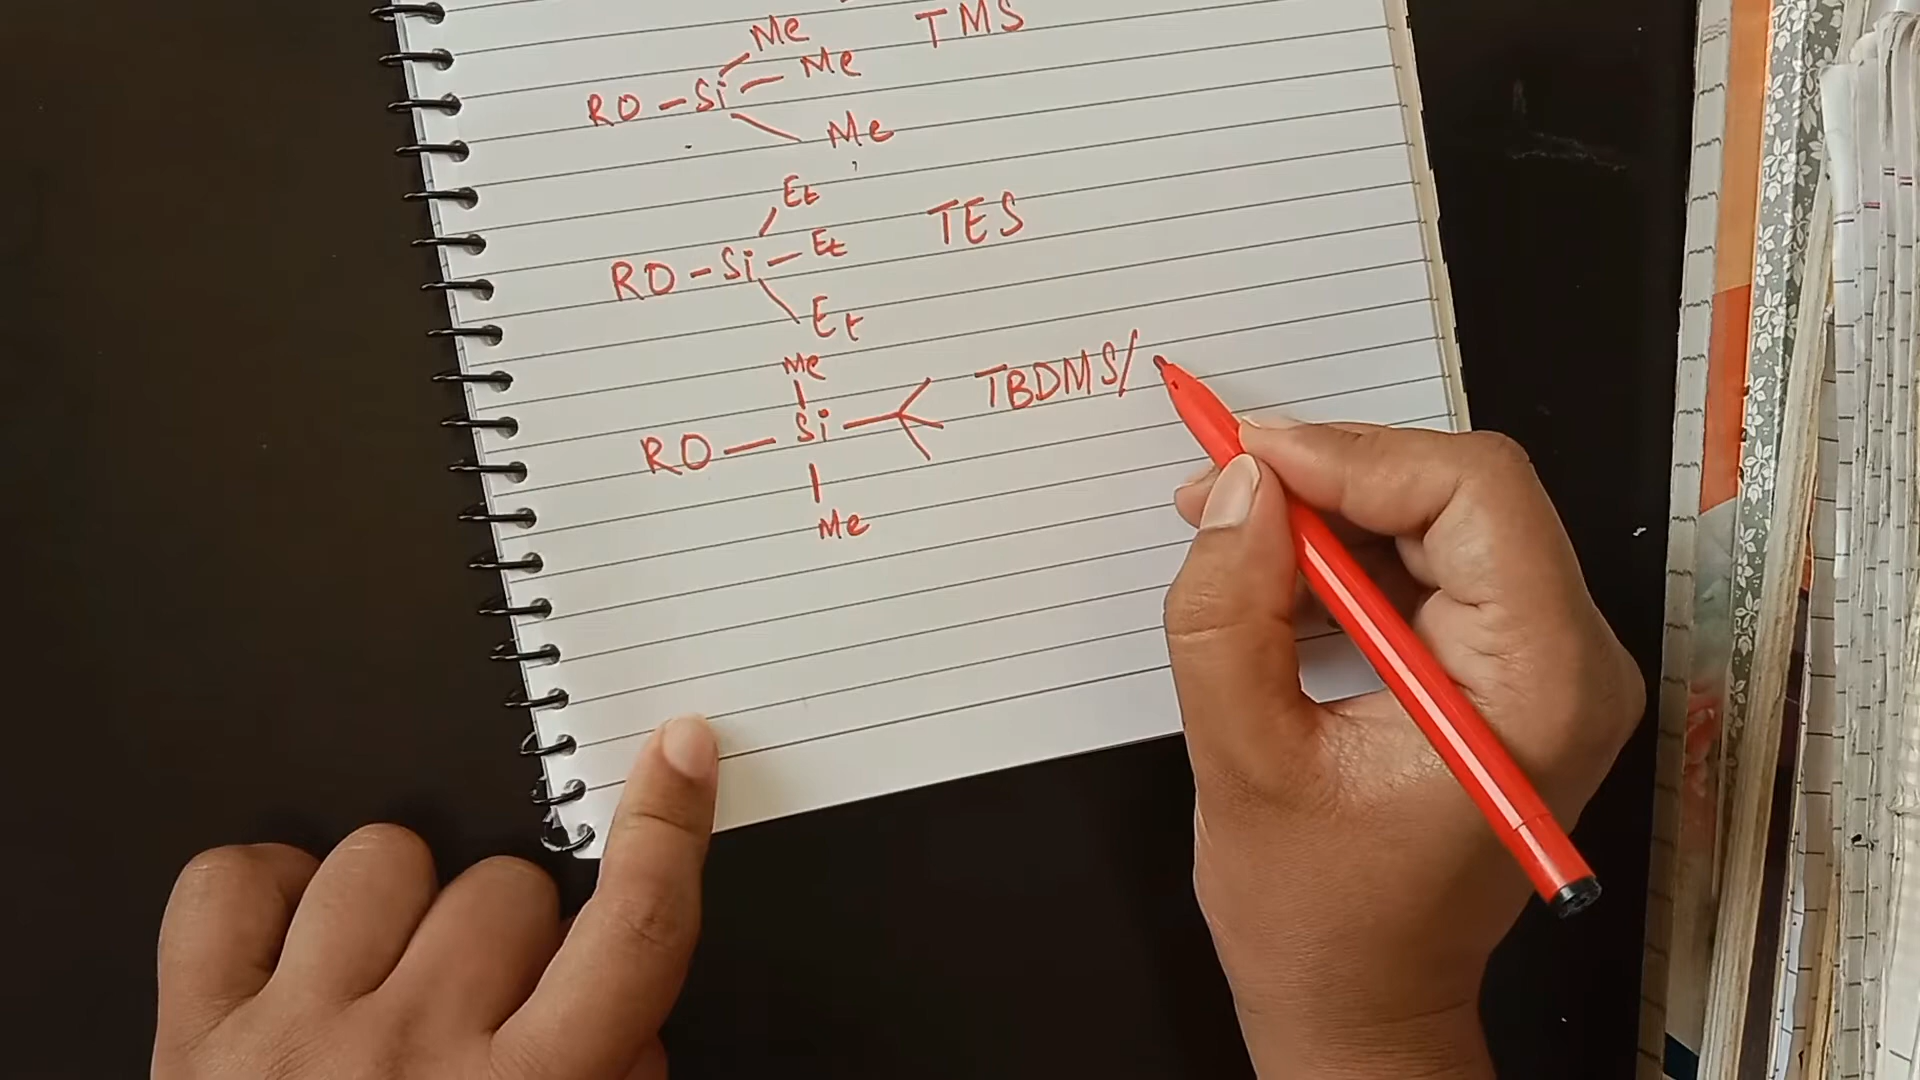 Me
TMS
RO-Si Me
Me
Et
TES
RO-Si-Et
Et
Me
TBDMS/
RO-Si
Me